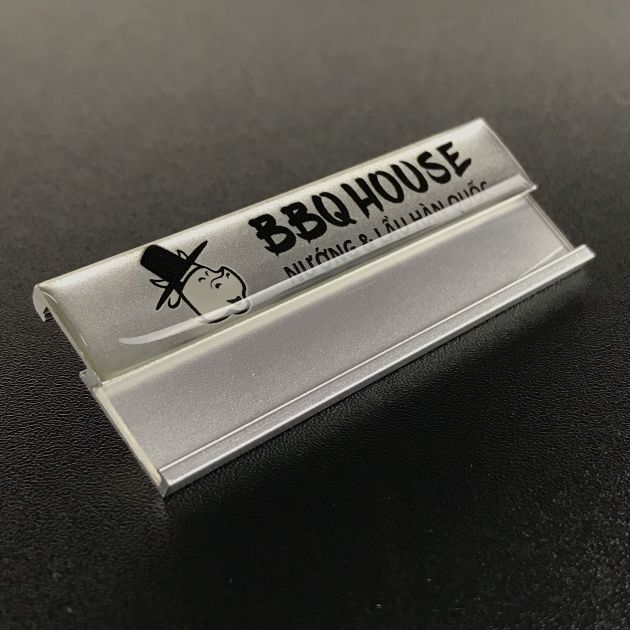 BBQ HOUSE
NƯỚNG & LẨU HÀN QUỐC